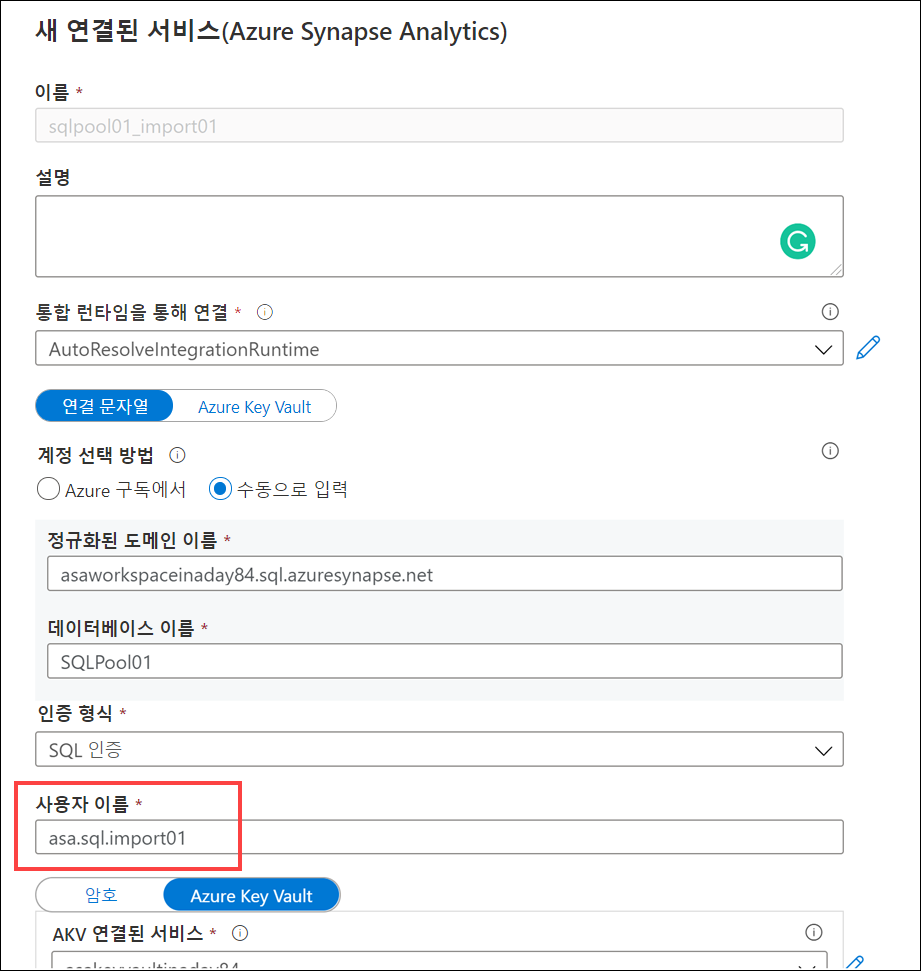 새 연결된 서비스(Azure Synapse Analytics)
이름 *
sqlpool01_import01
설명
통합 런타임을 통해 연결 *
AutoResolveIntegrationRuntime
연결 문자열 Azure Key Vault
계정 선택 방법
Azure 구독에서 수동으로 입력
정규화된 도메인 이름 *
asaworkspaceinaday84.sql.azuresynapse.net
데이터베이스 이름 *
SQLPool01
인증 형식 *
SQL 인증
사용자 이름 *
asa.sql.import01
암호 Azure Key Vault
AKV 연결된 서비스 *
asakeyvaultinaday84